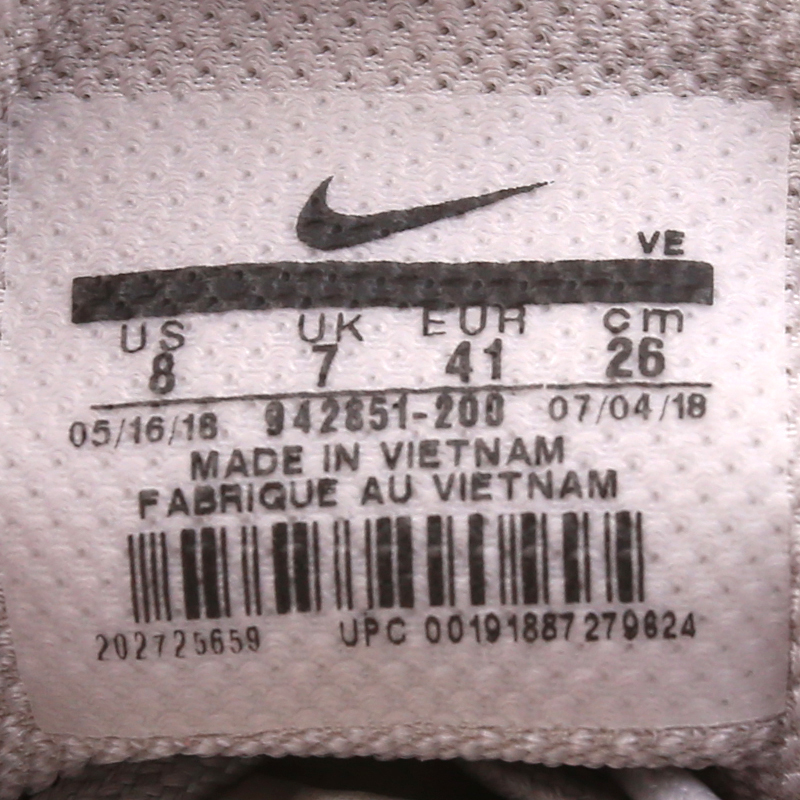 VE
US UK EUR cm
8 7 41 26
05/16/18 942851-200 07/04/18
MADE IN VIETNAM
FABRIQUE AU VIETNAM
202725659 UPC 00191887279624